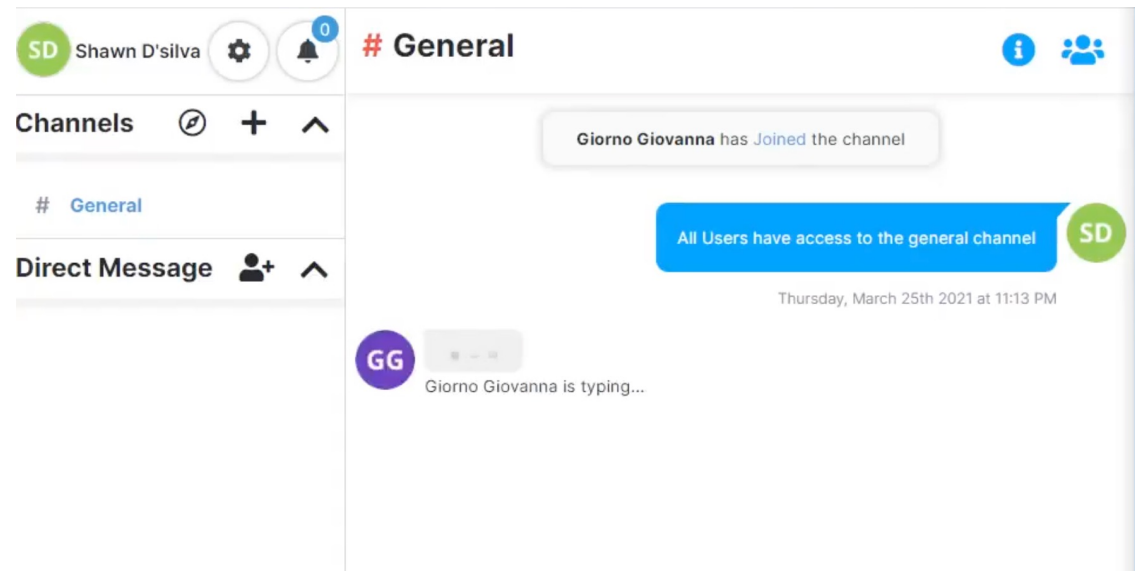 SD Shawn D'silva 0
Channels
# General
Direct Message
# General
Giorno Giovanna has Joined the channel
All Users have access to the general channel
SD
Thursday, March 25th 2021 at 11:13 PM
GG
Giorno Giovanna is typing...